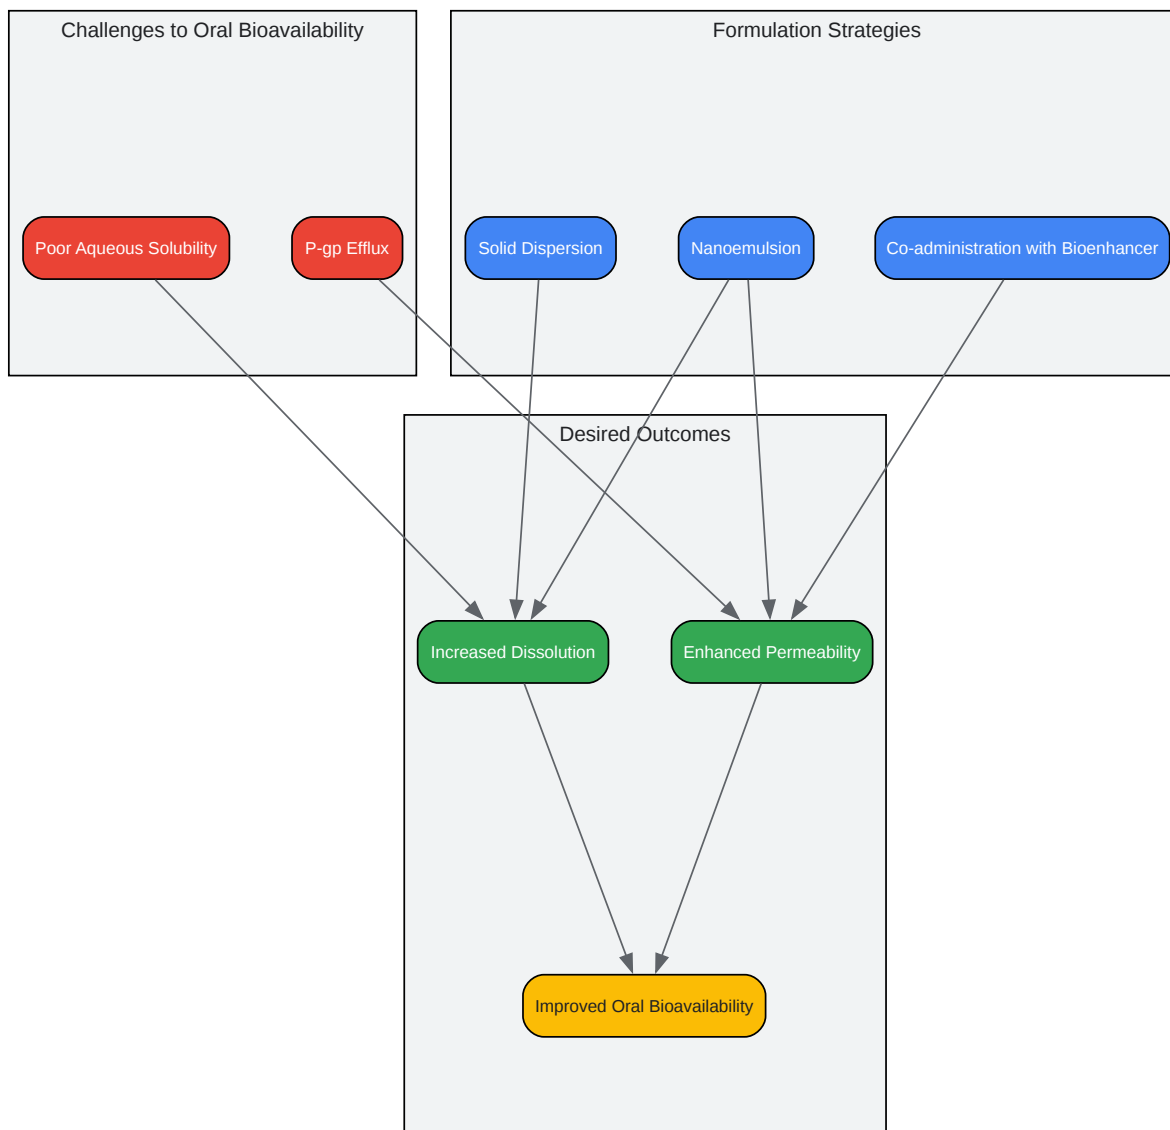 Challenges to Oral Bioavailability
Formulation Strategies
Poor Aqueous Solubility
P-gp Efflux
Solid Dispersion
Nanoemulsion
Co-administration with Bioenhancer
Desired Outcomes
Increased Dissolution
Enhanced Permeability
Improved Oral Bioavailability